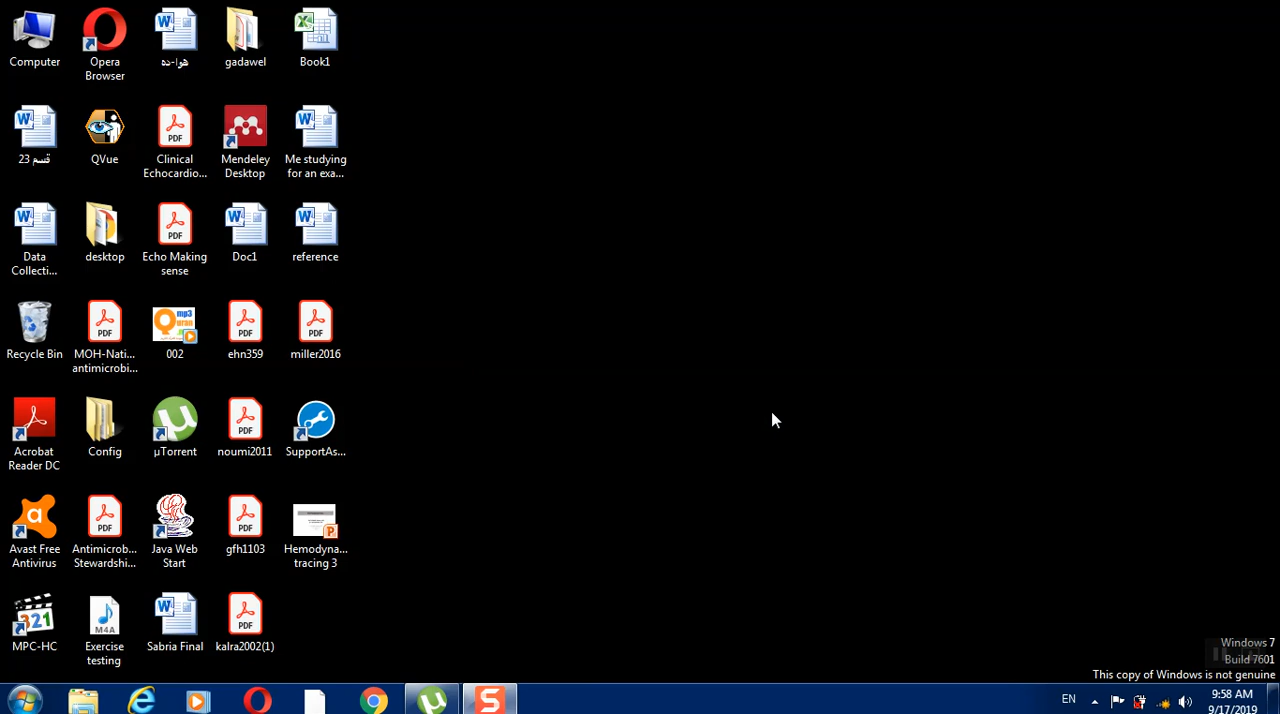 Computer
Opera
Browser
هوا-ده
gadawel
Book1
قسم 23
QVue
Clinical
Echocardio...
Mendeley
Desktop
Me studying
for an exa...
Data
Collecti...
desktop
Echo Making
sense
Doc1
reference
Recycle Bin
MOH-Nati...
antimicrobi...
002
ehn359
miller2016
Acrobat
Reader DC
Config
µTorrent
noumi2011
SupportAs...
Avast Free
Antivirus
Antimicrob...
Stewardshi...
Java Web
Start
gfh1103
Hemodyna...
tracing 3
MPC-HC
Exercise
testing
Sabria Final
kalra2002(1)
Windows 7
Build 7601
This copy of Windows is not genuine
EN
9:58 AM
9/17/2019